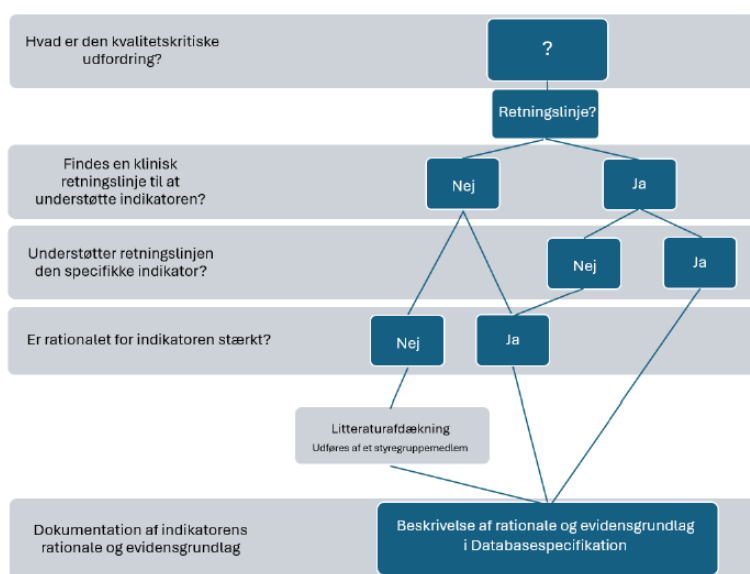 Hvad er den kvalitetskritiske
udfordring?
?
Retningslinje?
Findes en klinisk
retningslinje til at
understøtte indikatoren?
Nej
Ja
Understøtter retningslinjen
den specifikke indikator?
Nej
Ja
Er rationalet for indikatoren stærkt?
Nej
Ja
Litteraturafdækning
Udføres af et styregruppemedlem
Dokumentation af indikatorens
rationale og evidensgrundlag
Beskrivelse af rationale og evidensgrundlag
i Databasespecifikation